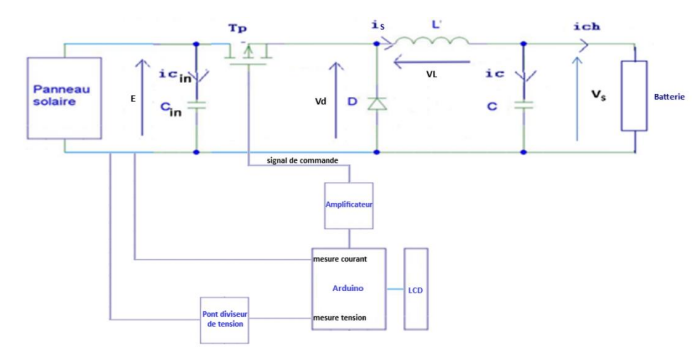 Tp
is
L'
ich
Panneau
solaire
E
ic in
Cin
Vd
D
VL
ic
C
Vs
Batterie
signal de commande
Amplificateur
mesure courant
Arduino
LCD
Pont diviseur
de tension
mesure tension